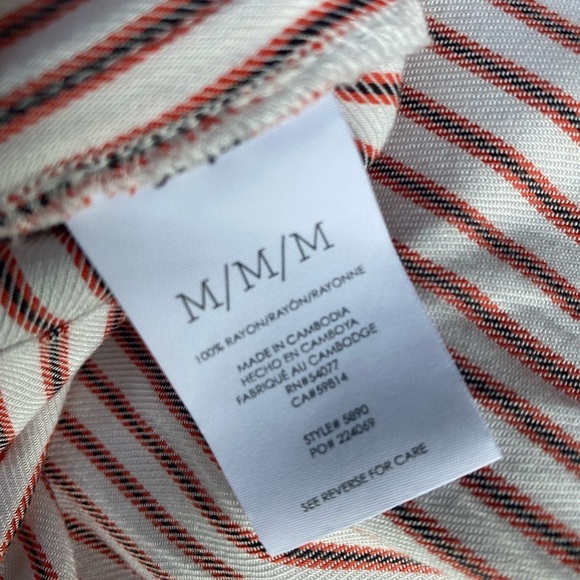 M/M/M
100% RAYON/RAYÓN/RAYONNE
MADE IN CAMBODIA
HECHO EN CAMBOYA
FABRIQUÉ AU CAMBODGE
RN#54077
CA#59814
STYLE# 5890
PO# 224069
SEE REVERSE FOR CARE